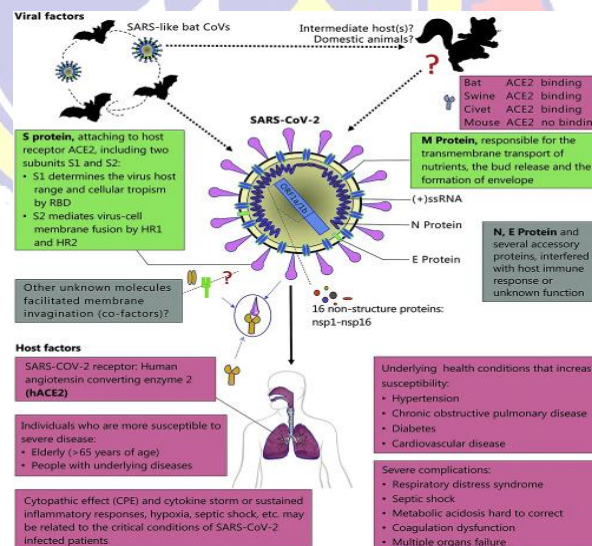 Viral factors
SARS-like bat CoVs
Intermediate host(s)?
Domestic animals?
?
Bat ACE2 binding
Swine ACE2 binding
Civet ACE2 binding
Mouse ACE2 no bindin
SARS-CoV-2
S protein, attaching to host
receptor ACE2, including two
subunits S1 and S2:
• S1 determines the virus host
range and cellular tropism
by RBD
• S2 mediates virus-cell
membrane fusion by HR1
and HR2
M Protein, responsible for the
transmembrane transport of
nutrients, the bud release and the
formation of envelope
ORF1a/1b
(+)ssRNA
N Protein
E Protein
N, E Protein and
several accessory
proteins, interfered
with host immune
response or
unknown function
?
Other unknown molecules
facilitated membrane
invagination (co-factors)?
16 non-structure proteins:
nsp1-nsp16
Host factors
SARS-COV-2 receptor: Human
angiotensin converting enzyme 2
(hACE2)
Individuals who are more susceptible to
severe disease:
• Elderly (>65 years of age)
• People with underlying diseases
Cytopathic effect (CPE) and cytokine storm or sustained
inflammatory responses, hypoxia, septic shock, etc. may
be related to the critical conditions of SARS-CoV-2
infected patients
Underlying health conditions that increas
susceptibility:
• Hypertension
• Chronic obstructive pulmonary disease
• Diabetes
• Cardiovascular disease
Severe complications:
• Respiratory distress syndrome
• Septic shock
• Metabolic acidosis hard to correct
• Coagulation dysfunction
• Multiple organs failure